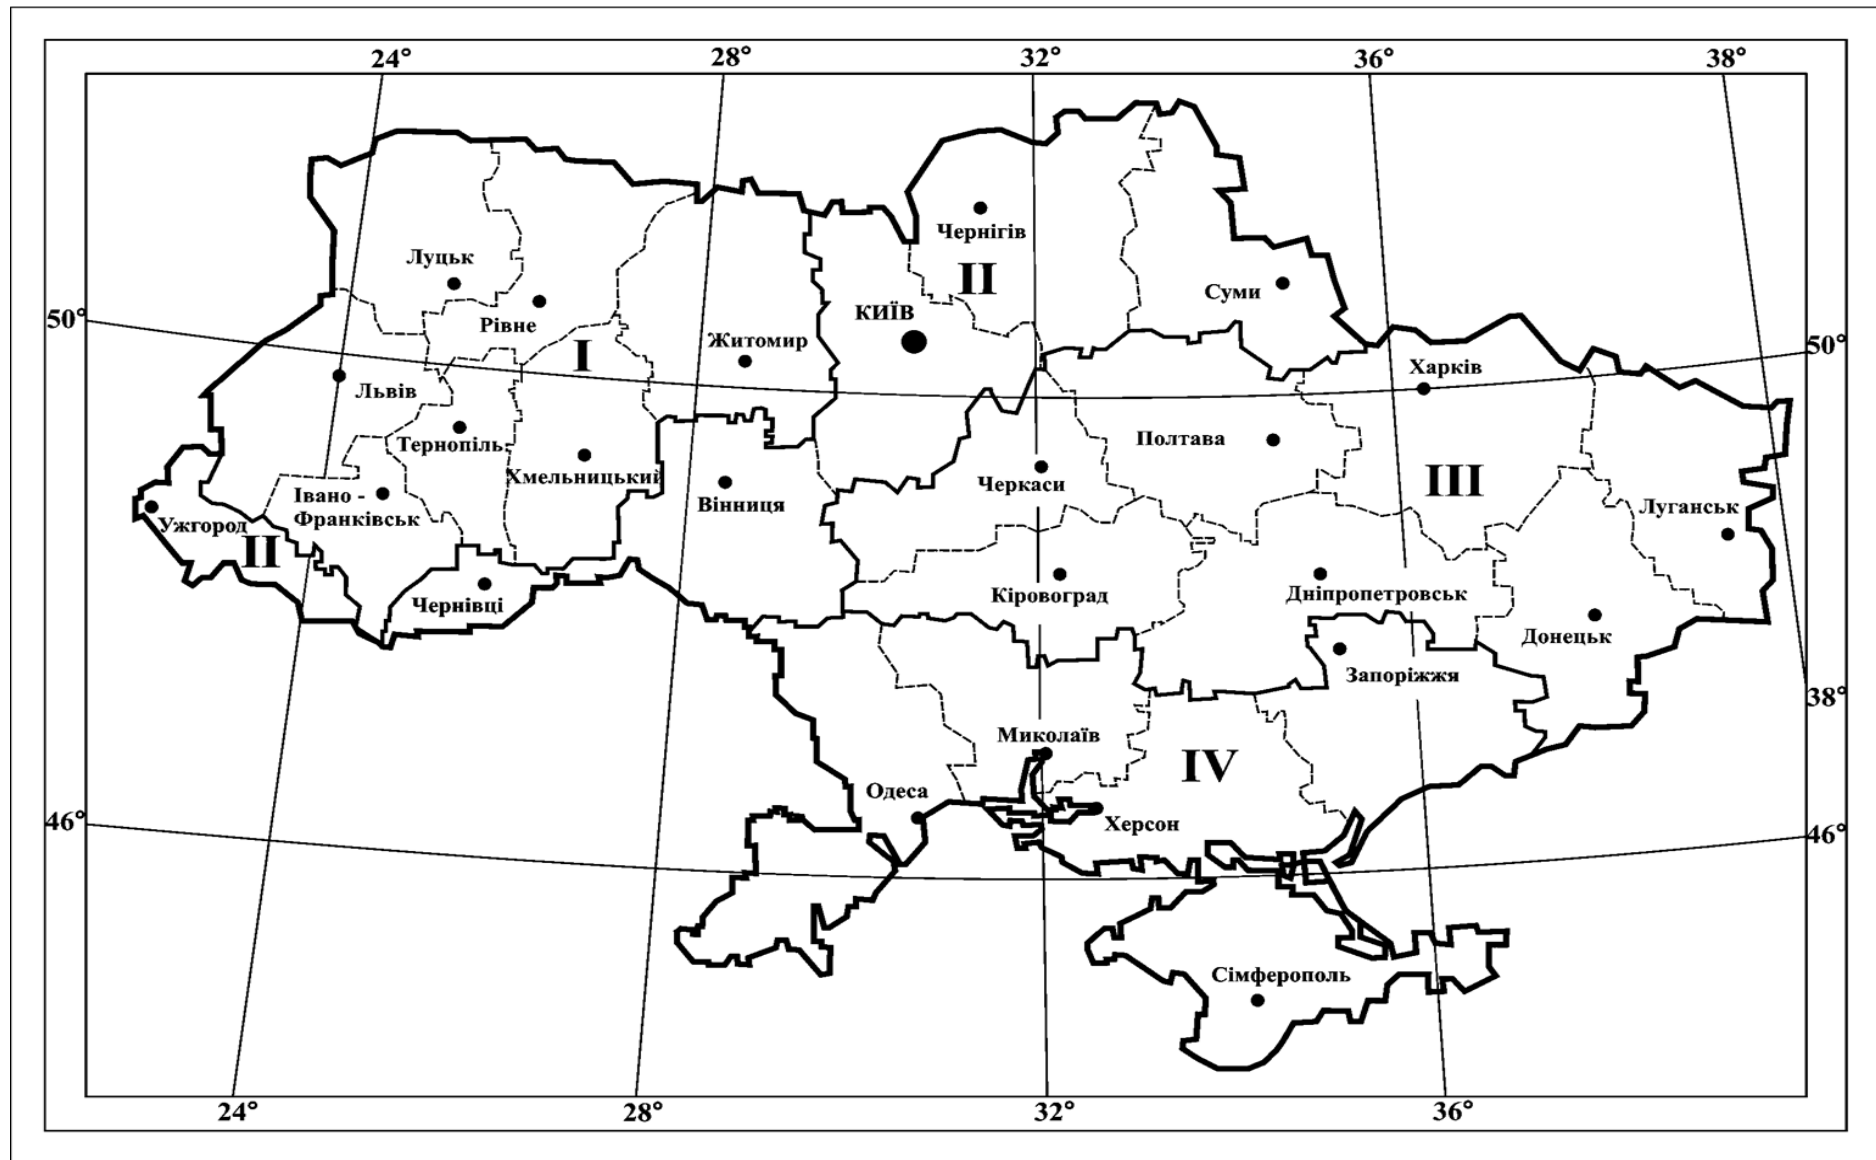 24°
28°
32°
36°
38°
Чернігів
II
Луцьк
Суми
КИЇВ
50°
Рівне
I
Житомир
50°
Харків
Львів
Тернопіль
Полтава
Хмельницький
III
Черкаси
Івано -
Франківськ
Вінниця
Луганськ
Ужгород
II
Чернівці
Кіровоград
Дніпропетровськ
Донецьк
Запоріжжя
38°
Миколаїв
IV
Одеса
46°
Херсон
46°
Сімферополь
24°
28°
32°
36°